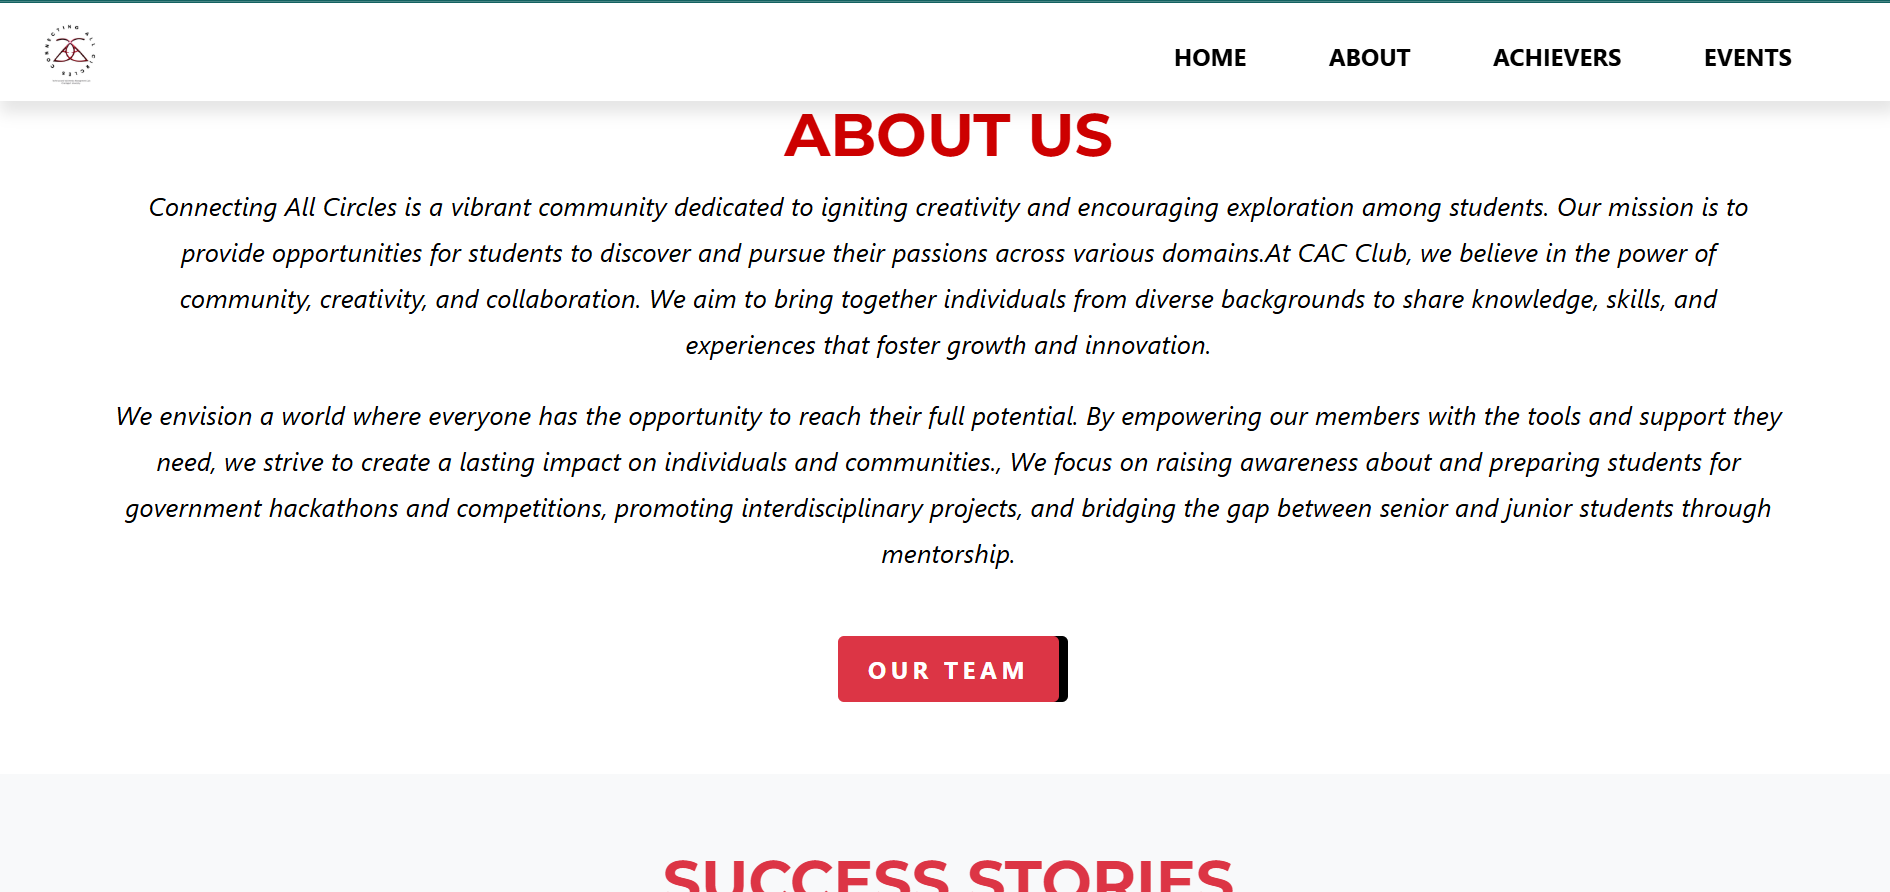 CONNECTING ALL CIRCLES
HOME ABOUT ACHIEVERS EVENTS
ABOUT US
Connecting All Circles is a vibrant community dedicated to igniting creativity and encouraging exploration among students. Our mission is to
provide opportunities for students to discover and pursue their passions across various domains.At CAC Club, we believe in the power of
community, creativity, and collaboration. We aim to bring together individuals from diverse backgrounds to share knowledge, skills, and
experiences that foster growth and innovation.
We envision a world where everyone has the opportunity to reach their full potential. By empowering our members with the tools and support they
need, we strive to create a lasting impact on individuals and communities., We focus on raising awareness about and preparing students for
government hackathons and competitions, promoting interdisciplinary projects, and bridging the gap between senior and junior students through
mentorship.
OUR TEAM
SUCCESS STORIES